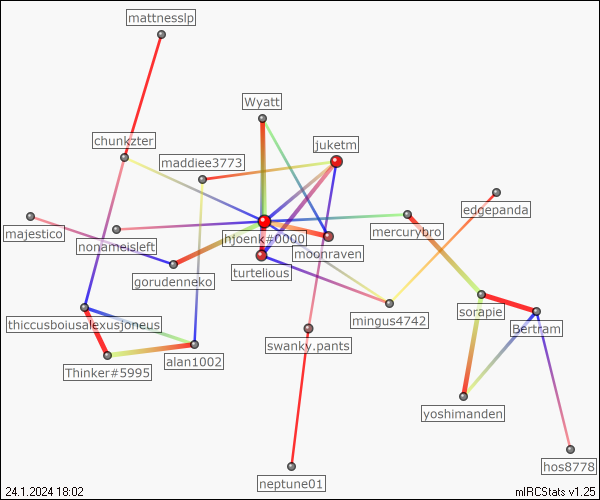 mattnesslp
Wyatt
chunkzter
juketm
maddiee3773
edgepanda
majestico
nonameisleft
hjoenk#0000
mercurybro
moonraven
turtelious
gorudenneko
mingus4742
sorapie
thiccusboiusalexusjoneus
Bertram
swanky.pants
alan1002
Thinker#5995
yoshimanden
hos8778
neptune01
24.1.2024 18:02
mIRCStats v1.25